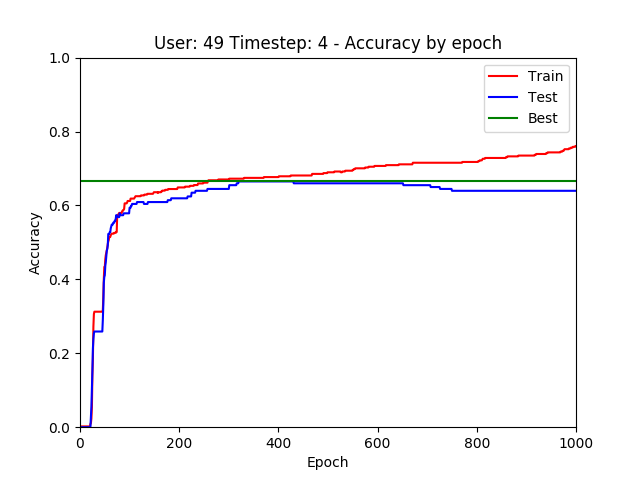 User: 49 Timestep: 4 - Accuracy by epoch
1.0
0.8
0.6
0.4
0.2
0.0
Accuracy
Train
Test
Best
0 200 400 600 800 1000
Epoch